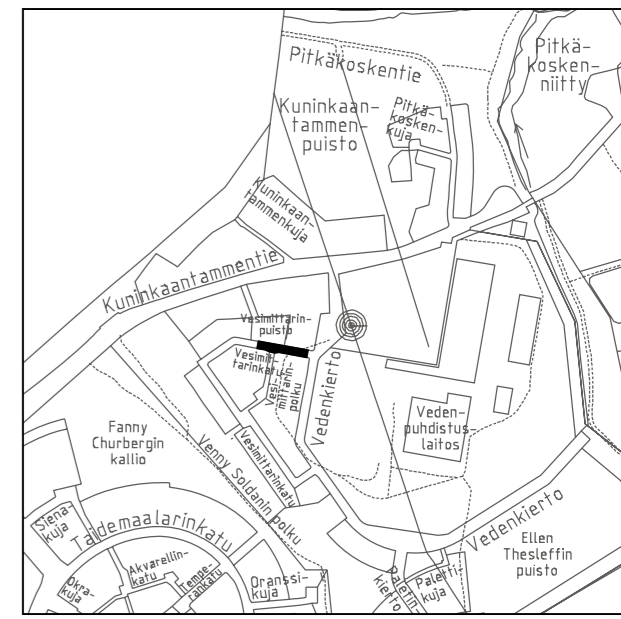 Pitkäkoskentie
Pitkä-
kosken-
niitty
Kuninkaan-
tammen-
puisto
Pitkä-
kosken-
kuja
Kuninkaan-
tammenkuja
Kuninkaantammentie
Vesimittarin-
puisto
Vesimit-
tarinkatu
Vesi-
mittarin-
polku
Vedenkierto
Veden-
puhdistus-
laitos
Fanny
Churbergin
kallio
Vesimittarinkatu
Venny Soldanin polku
Vedenkierto
Ellen
Thesleffin
puisto
Siena-
kuja
Taidemaalarinkatu
Akvarellin-
katu
Tempe-
rankatu
Okra-
kuja
Oranssi-
kuja
Paletin-
kierto
Paletti-
kuja